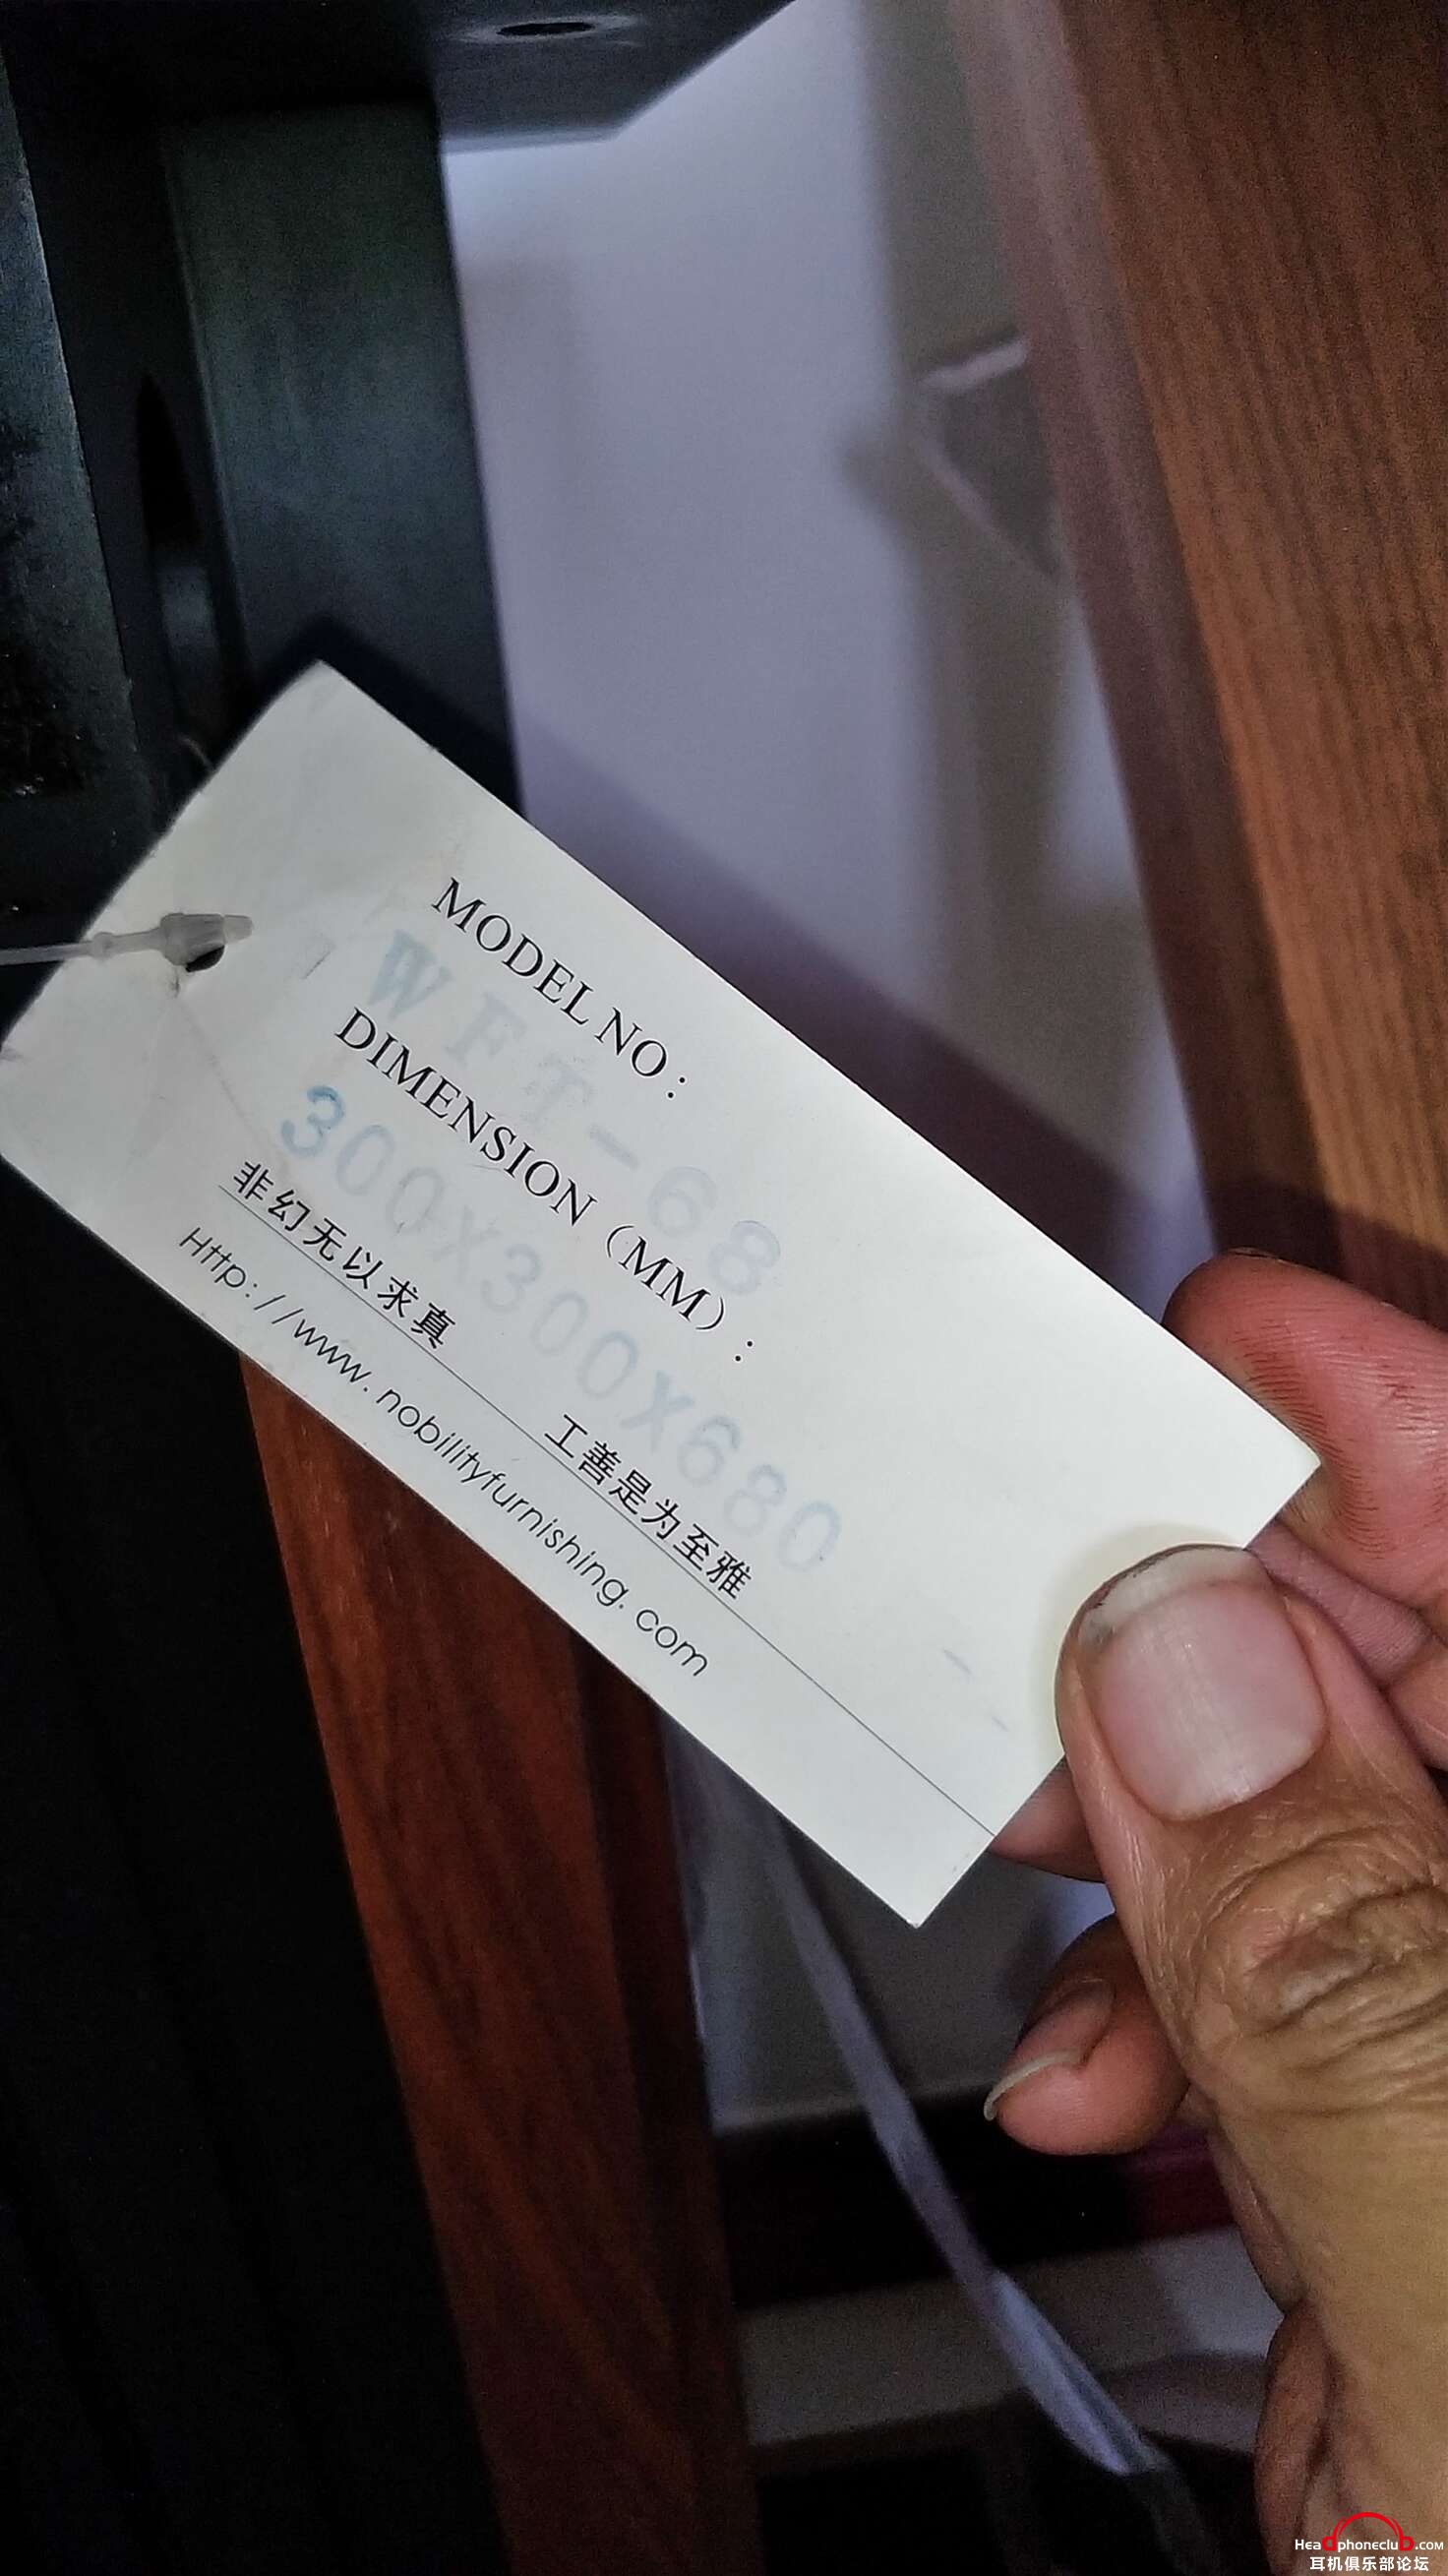 MODEL NO:
WFT-68
DIMENSION (MM):
300X300X680
非幻无以求真 工善是为至雅
Http://www.nobilityfurnishing.com
Headphoneclub.com
耳机俱乐部论坛